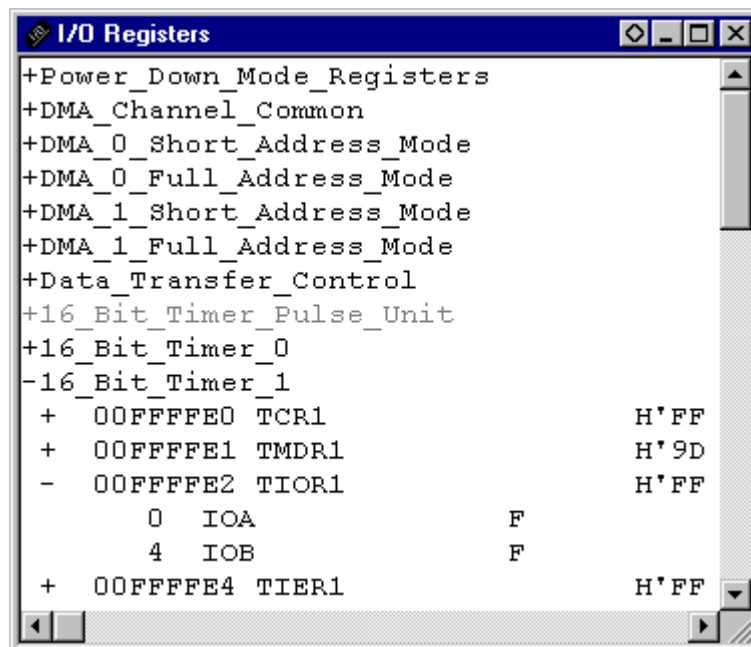 I/O Registers
+Power_Down_Mode_Registers
+DMA_Channel_Common
+DMA_0_Short_Address_Mode
+DMA_0_Full_Address_Mode
+DMA_1_Short_Address_Mode
+DMA_1_Full_Address_Mode
+Data_Transfer_Control
+16_Bit_Timer_Pulse_Unit
+16_Bit_Timer_0
-16_Bit_Timer_1
+ 00FFFFE0 TCR1 H'FF
+ 00FFFFE1 TMDR1 H'9D
- 00FFFFE2 TIOR1 H'FF
0 IOA F
4 IOB F
+ 00FFFFE4 TIER1 H'FF